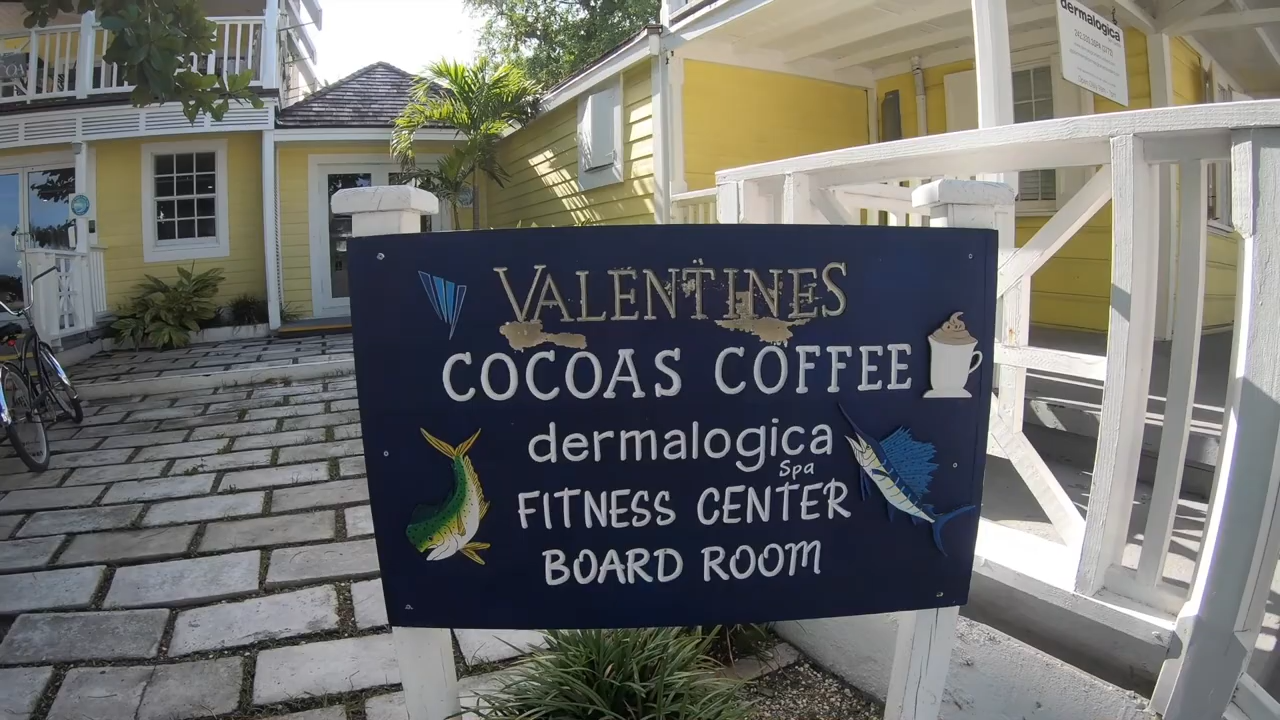 VALENTINES
COCOAS COFFEE
dermalogica
Spa
FITNESS CENTER
BOARD ROOM
dermalogica